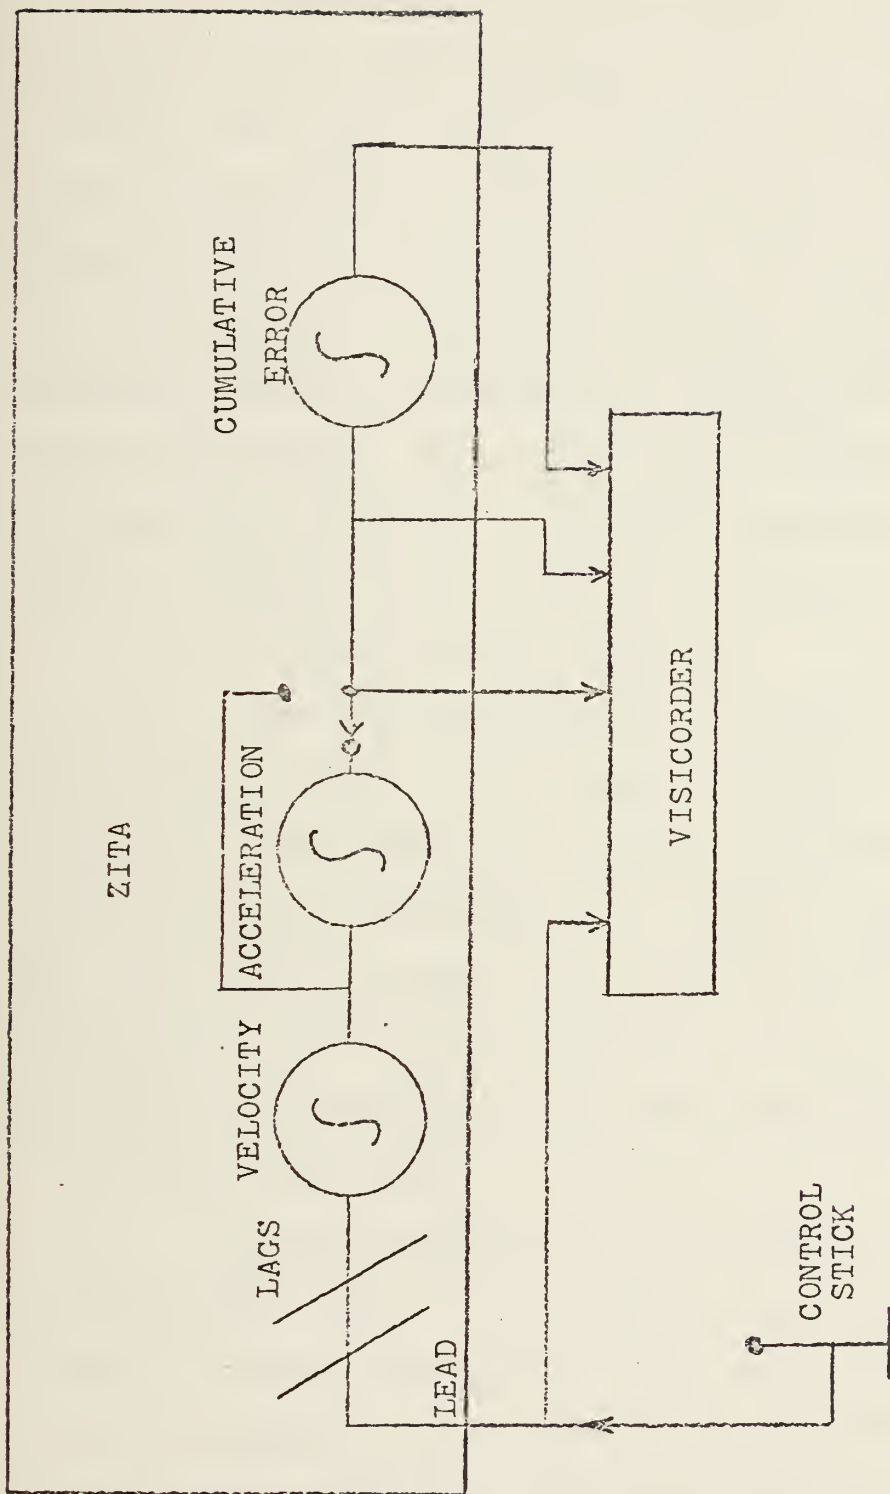 ZITA
CUMULATIVE
ERROR
ACCELERATION
VELOCITY
LAGS
LEAD
VISICORDER
CONTROL
STICK